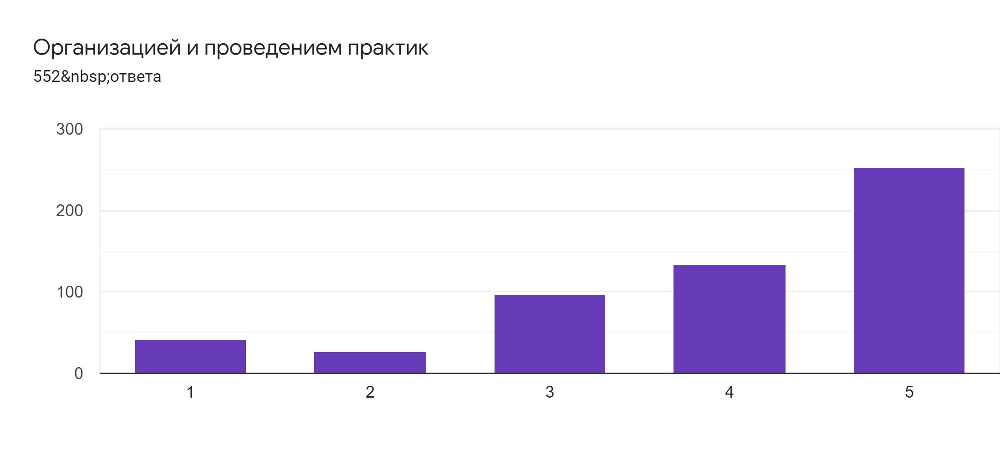 Организацией и проведением практик
552&nbsp;ответа
300
200
100
0
1 2 3 4 5